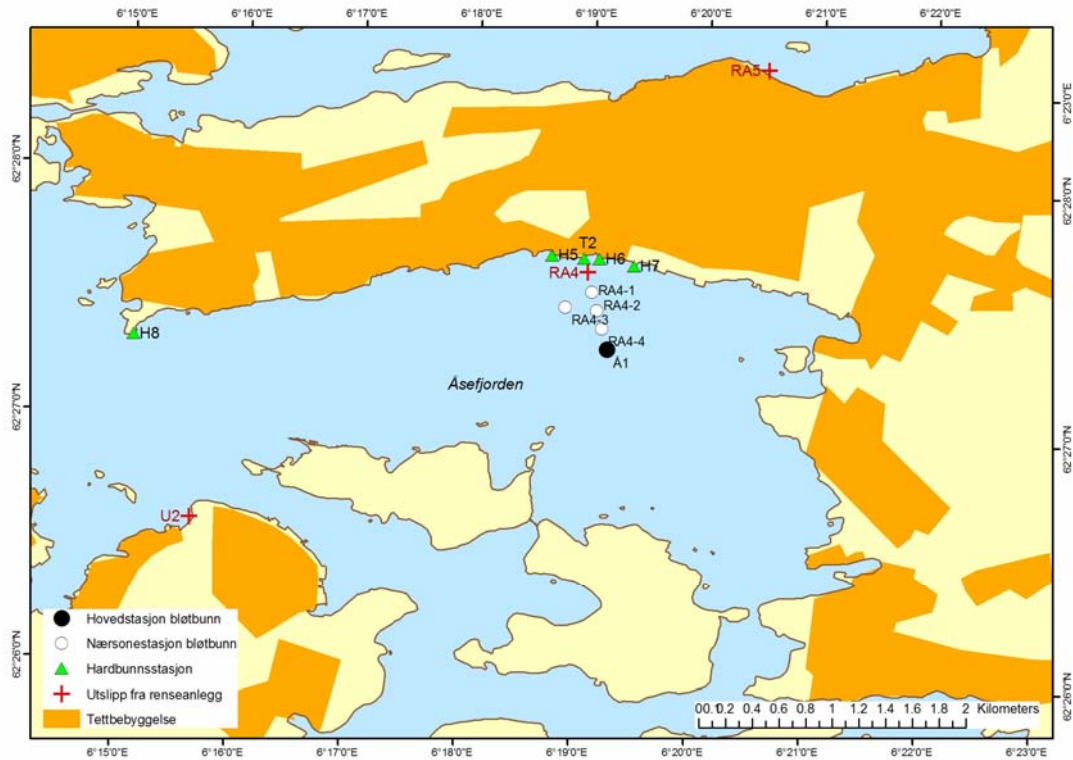 6°15'0"E 6°16'0"E 6°17'0"E 6°18'0"E 6°19'0"E 6°20'0"E 6°21'0"E 6°22'0"E
RA5
6°23'0"E
62°28'0"N
62°28'0"N
T2
H5 H6
RA4 H7
RA4-1
RA4-2
RA4-3
H8
RA4-4
Å1
Åsefjorden
62°27'0"N
62°27'0"N
U2
Hovedstasjon bløtbunn
Nærsonestasjon bløtbunn
Hardbunnsstasjon
Utslipp fra renseanlegg
Tettbebyggelse
62°26'0"N
62°26'0"N
00.10.2 0.4 0.6 0.8 1 1.2 1.4 1.6 1.8 2 Kilometers
6°15'0"E 6°16'0"E 6°17'0"E 6°18'0"E 6°19'0"E 6°20'0"E 6°21'0"E 6°22'0"E 6°23'0"E